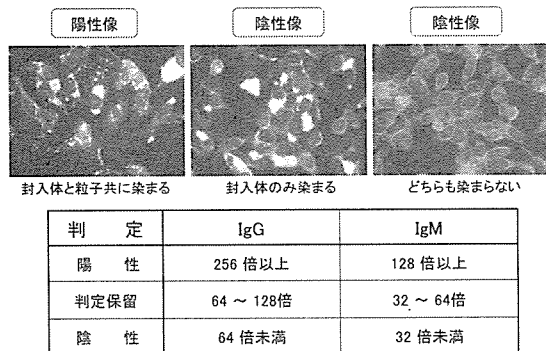 陽性像 陰性像 陰性像
封入体と粒子共に染まる 封入体のみ染まる どちらも染まらない
判 定 IgG IgM
陽 性 256 倍以上 128 倍以上
判定保留 64 ~ 128倍 32 ~ 64倍
陰 性 64 倍未満 32 倍未満